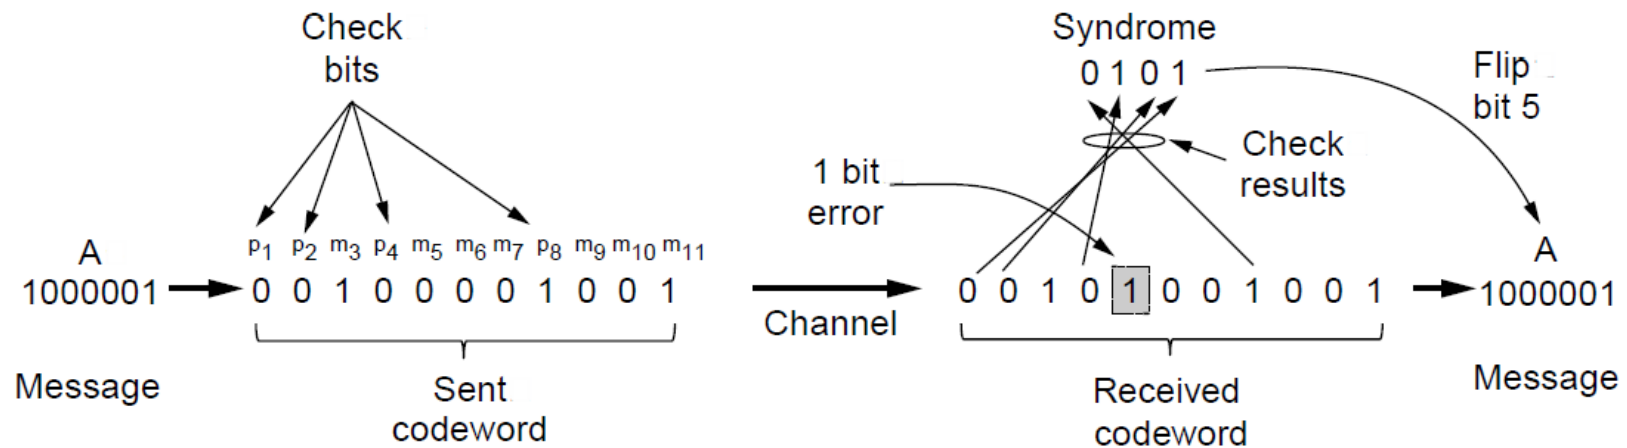 Check
bits
Syndrome
0 1 0 1
Flip
bit 5
Check
results
1 bit
error
A
p1 p2 m3 p4 m5 m6 m7 p8 m9 m10 m11
A
1000001
0 0 1 0 0 0 0 1 0 0 1
0 0 1 0 1 0 0 1 0 0 1
1000001
Channel
Message
Sent
codeword
Received
codeword
Message